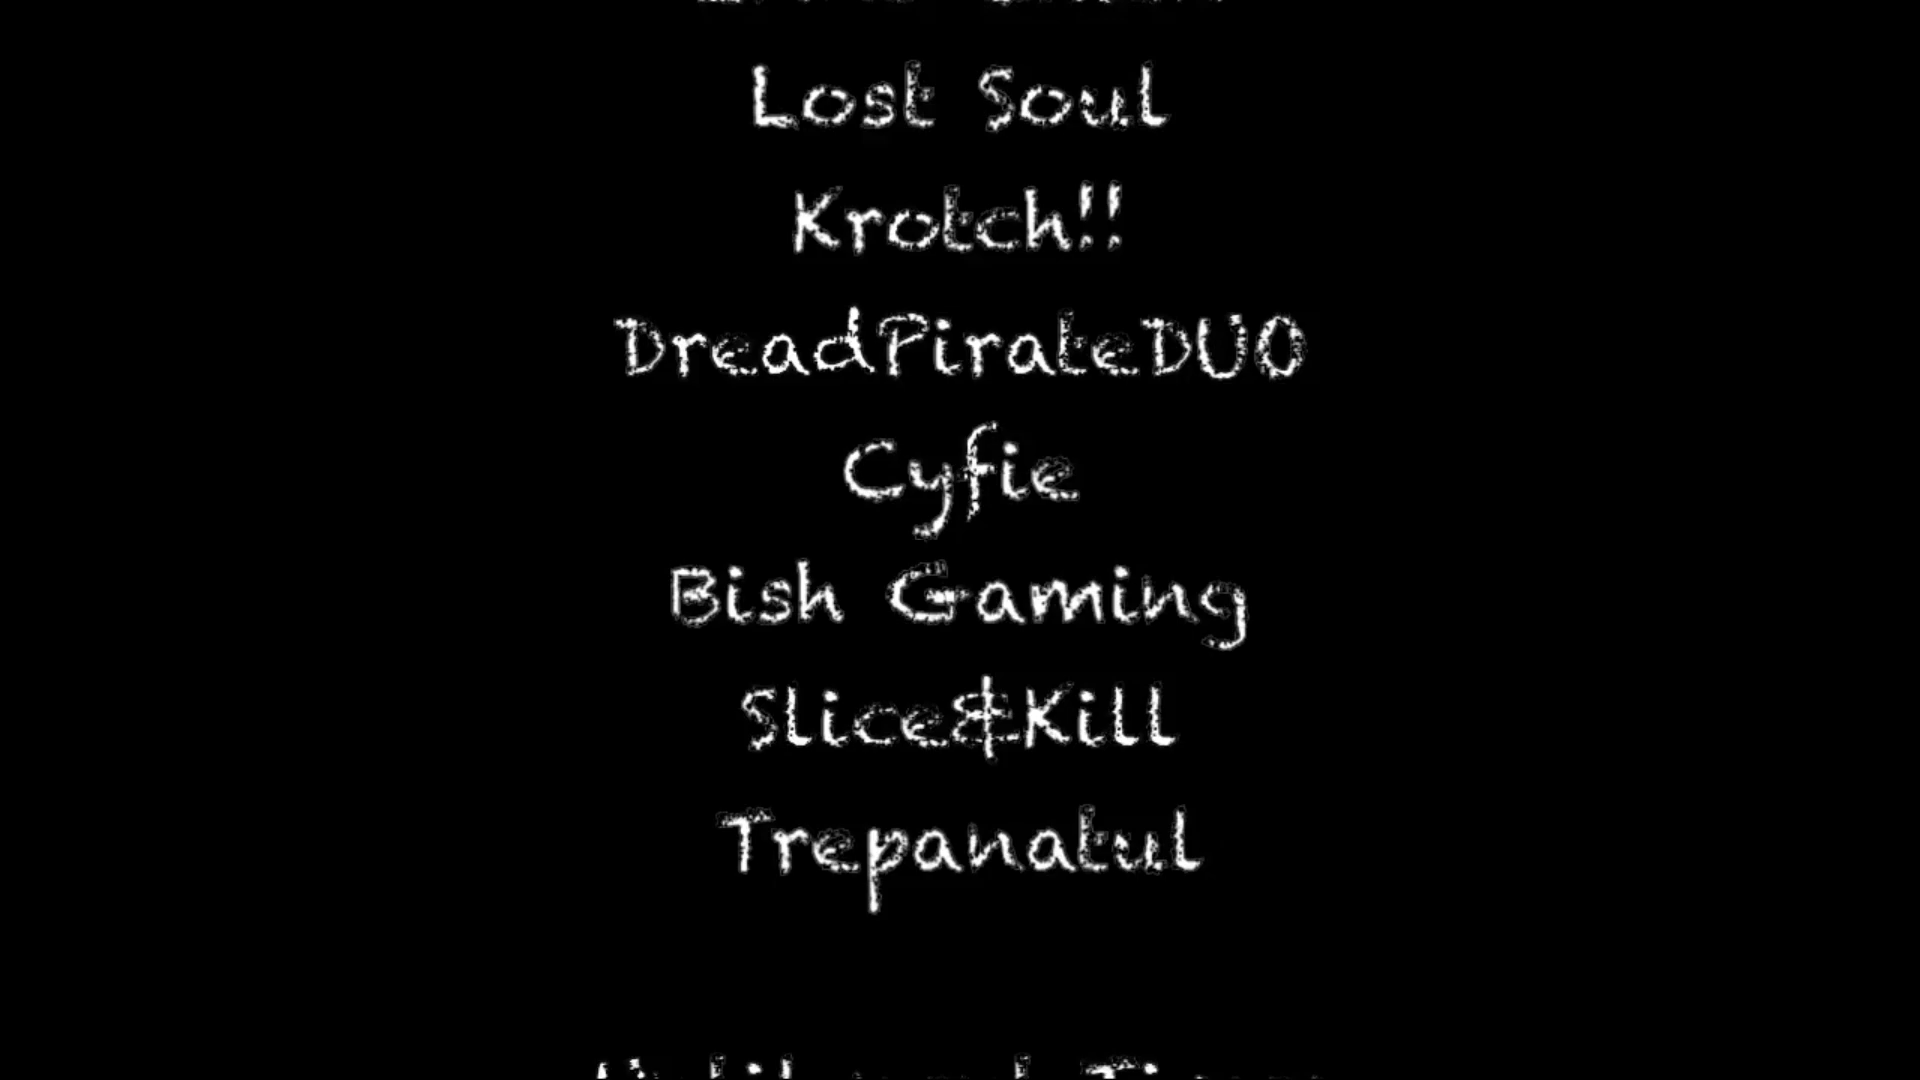 Lost Soul
Krotch!!
DreadPirateDUO
Cyfie
Bish Gaming
Slice&Kill
Trepanatul